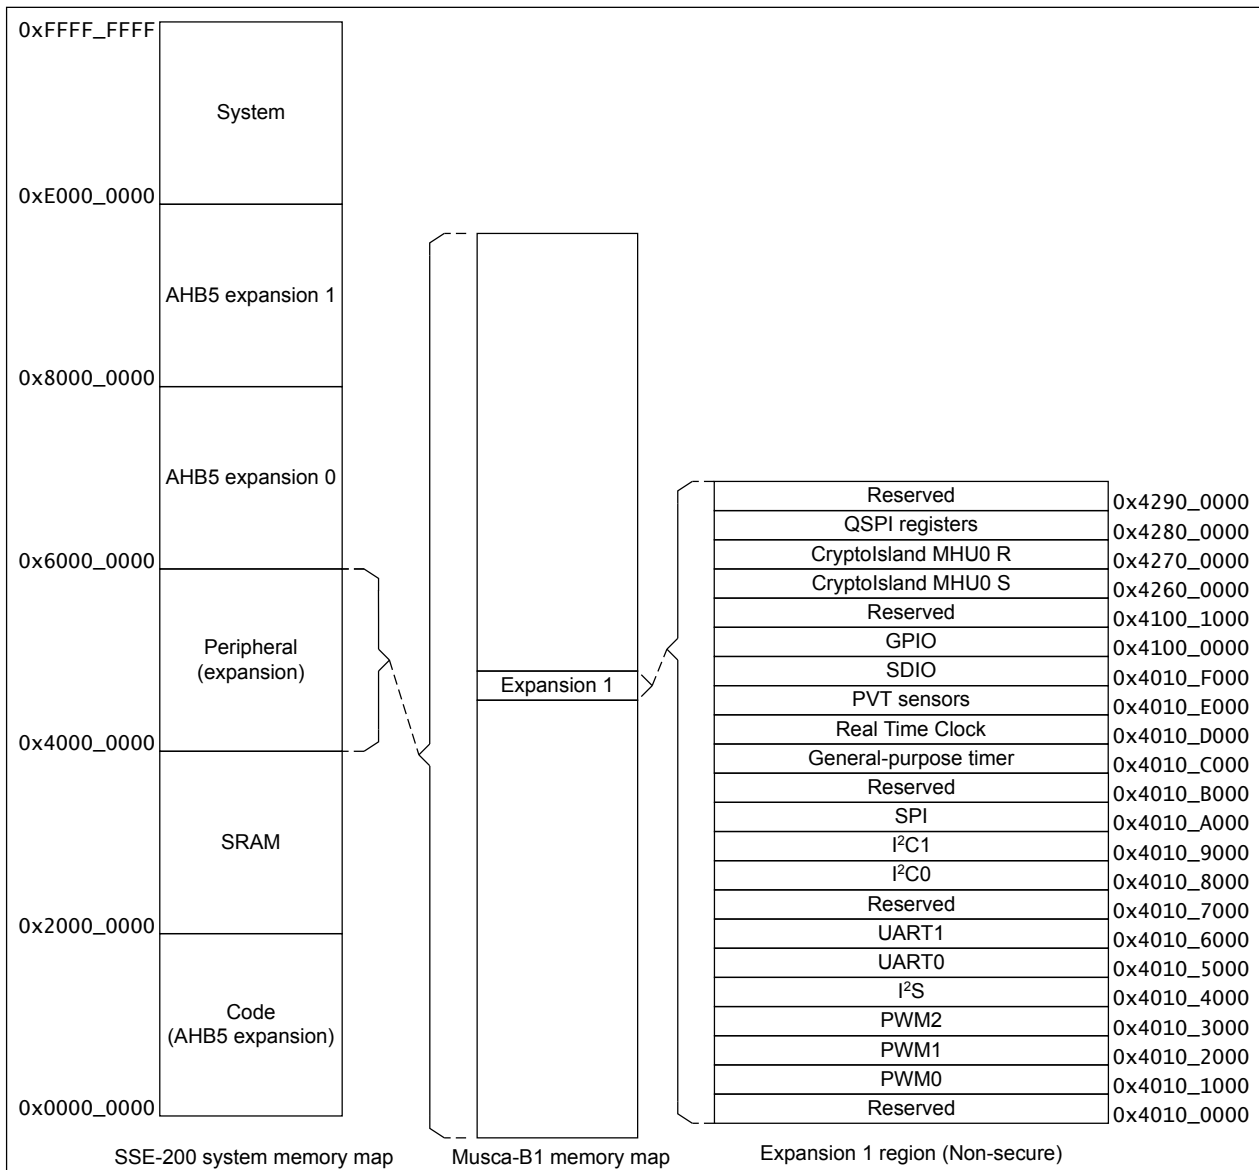 0xFFFF_FFFF
System
0xE000_0000
AHB5 expansion 1
0x8000_0000
AHB5 expansion 0
0x6000_0000
Peripheral
(expansion)
0x4000_0000
SRAM
0x2000_0000
Code
(AHB5 expansion)
0x0000_0000
SSE-200 system memory map
Expansion 1
Musca-B1 memory map
Reserved 0x4290_0000
QSPI registers 0x4280_0000
CryptoIsland MHU0 R 0x4270_0000
CryptoIsland MHU0 S 0x4260_0000
Reserved 0x4100_1000
GPIO 0x4100_0000
SDIO 0x4010_F000
PVT sensors 0x4010_E000
Real Time Clock 0x4010_D000
General-purpose timer 0x4010_C000
Reserved 0x4010_B000
SPI 0x4010_A000
I²C1 0x4010_9000
I²C0 0x4010_8000
Reserved 0x4010_7000
UART1 0x4010_6000
UART0 0x4010_5000
I²S 0x4010_4000
PWM2 0x4010_3000
PWM1 0x4010_2000
PWM0 0x4010_1000
Reserved 0x4010_0000
Expansion 1 region (Non-secure)